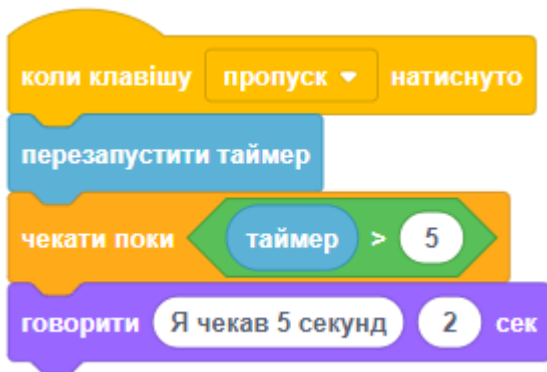 коли клавішу пропуск натиснуто
перезапустити таймер
чекати поки таймер > 5
говорити Я чекав 5 секунд 2 сек